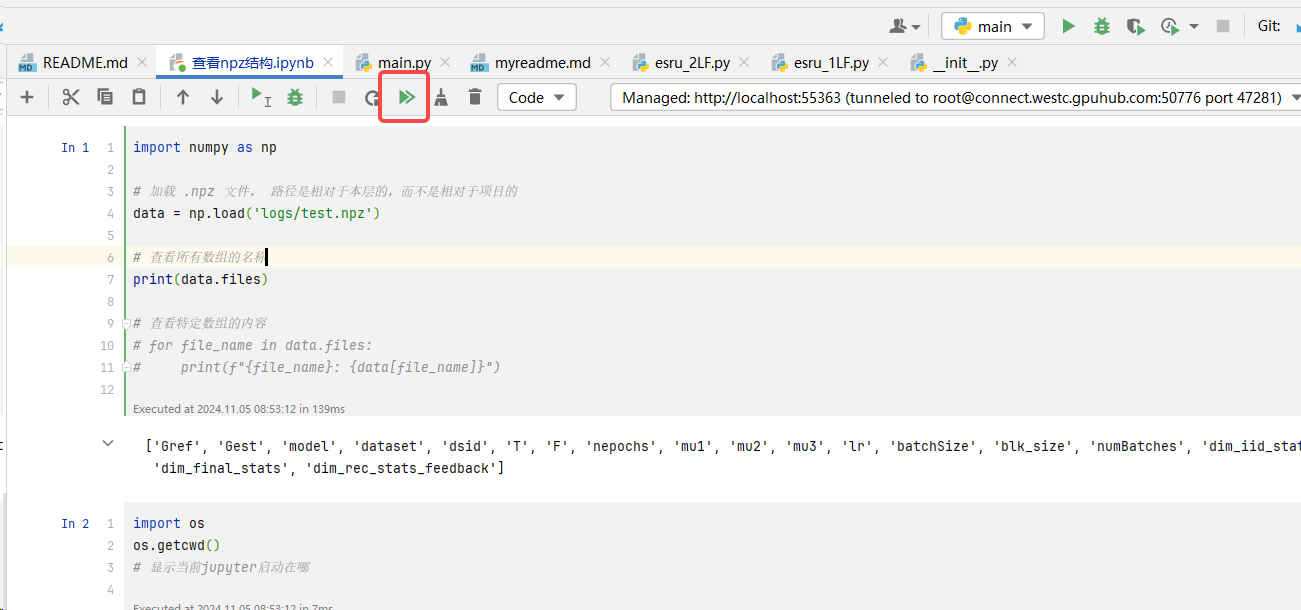 main
Git:
README.md
查看npz结构.ipynb
main.py
myreadme.md
esru_2LF.py
esru_1LF.py
__init__.py
Code
Managed: http://localhost:55363 (tunneled to root@connect.westc.gpuhub.com:50776 port 47281)
In 1
1 import numpy as np
2
3 # 加载 .npz 文件， 路径是相对于本层的，而不是相对于项目的
4 data = np.load('logs/test.npz')
5
6 # 查看所有数组的名称
7 print(data.files)
8
9 # 查看特定数组的内容
10 # for file_name in data.files:
11 #     print(f"{file_name}: {data[file_name]}")
12
Executed at 2024.11.05 08:53:12 in 139ms
['Gref', 'Gest', 'model', 'dataset', 'dsid', 'T', 'F', 'nepochs', 'mu1', 'mu2', 'mu3', 'lr', 'batchSize', 'blk_size', 'numBatches', 'dim_iid_stat
'dim_final_stats', 'dim_rec_stats_feedback']
In 2
1 import os
2 os.getcwd()
3 # 显示当前jupyter启动在哪
4
Executed at 2024.11.05 08:53:12 in 7ms